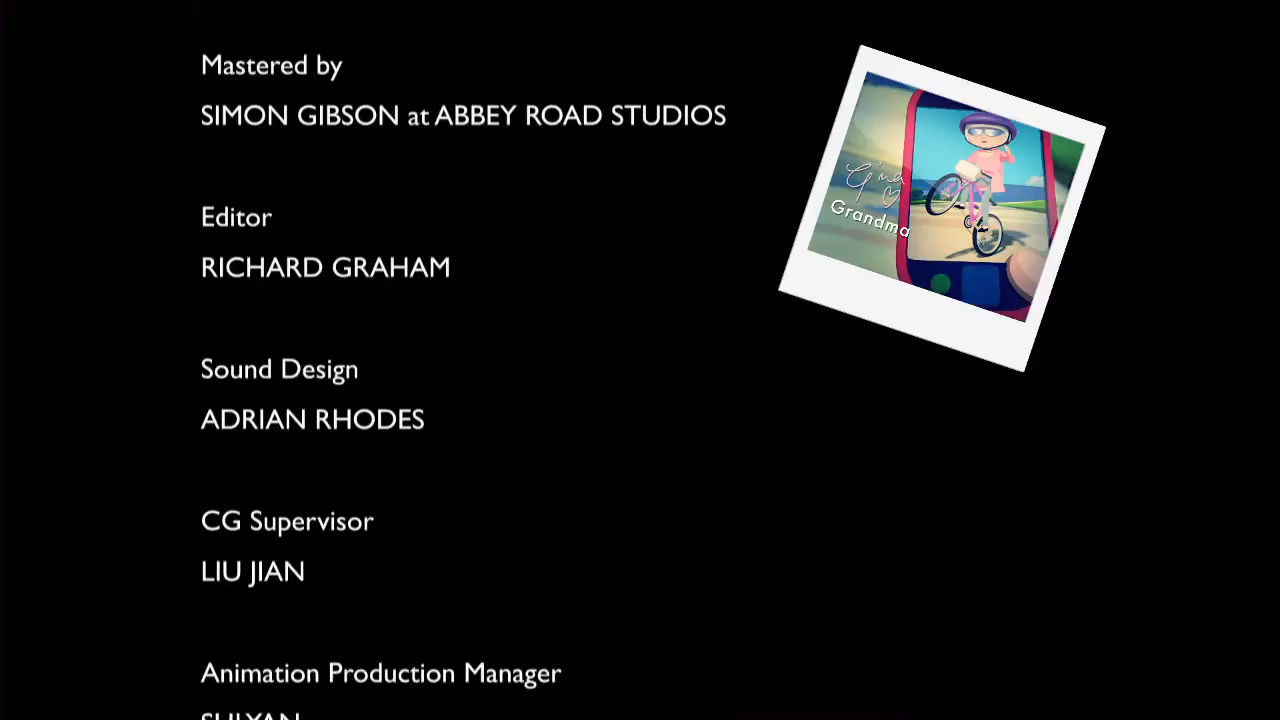 Mastered by
SIMON GIBSON at ABBEY ROAD STUDIOS
Editor
RICHARD GRAHAM
Sound Design
ADRIAN RHODES
CG Supervisor
LIU JIAN
Animation Production Manager
G'ma
Grandma